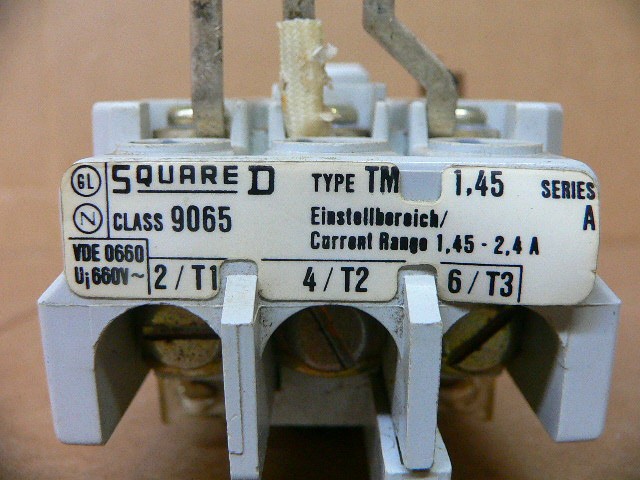 GL SQUARE D TYPE TM 1,45 SERIES
N CLASS 9065 Einstellbereich/ A
VDE 0660 Current Range 1,45 - 2,4 A
Ui 660V~ 2/T1 4/T2 6/T3